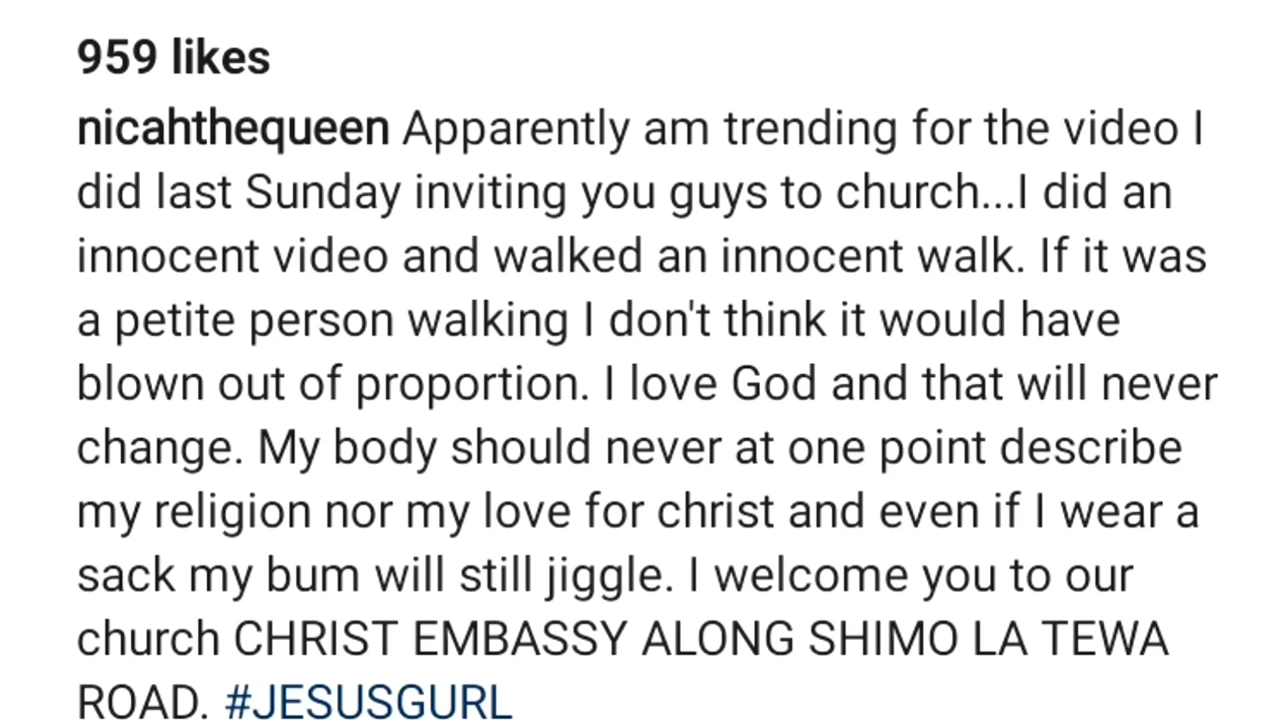 959 likes
nicahthequeen Apparently am trending for the video I
did last Sunday inviting you guys to church...I did an
innocent video and walked an innocent walk. If it was
a petite person walking I don't think it would have
blown out of proportion. I love God and that will never
change. My body should never at one point describe
my religion nor my love for christ and even if I wear a
sack my bum will still jiggle. I welcome you to our
church CHRIST EMBASSY ALONG SHIMO LA TEWA
ROAD. #JESUSGURL